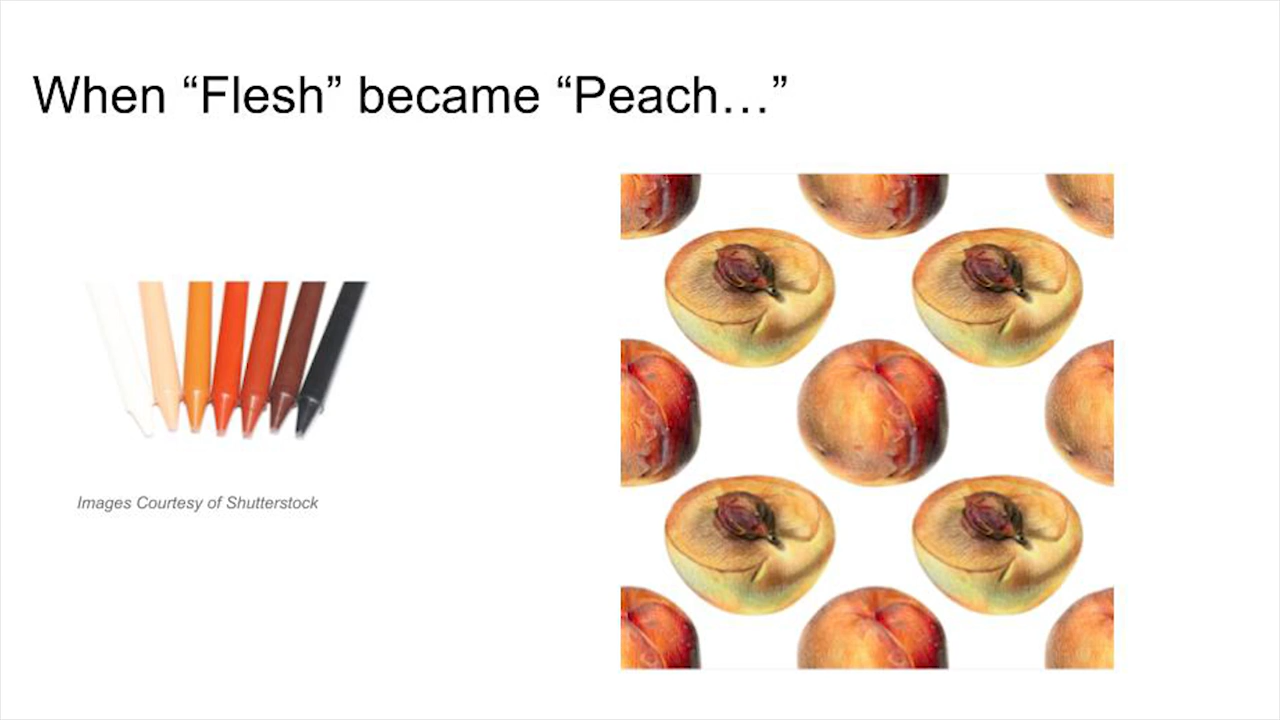 When “Flesh” became “Peach…”
Images Courtesy of Shutterstock